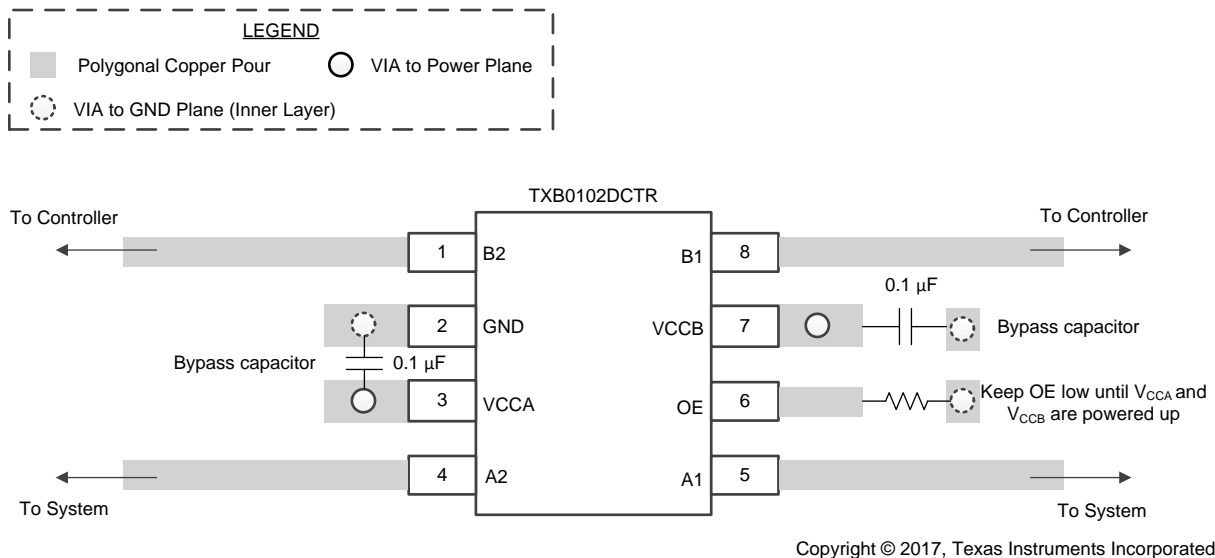 LEGEND
Polygonal Copper Pour
VIA to Power Plane
VIA to GND Plane (Inner Layer)
TXB0102DCTR
To Controller
To Controller
1
B2
B1
8
0.1 μF
2
GND
VCCB
7
Bypass capacitor
Bypass capacitor
0.1 μF
3
VCCA
OE
6
Keep OE low until VCCA and
VCCB are powered up
4
A2
A1
5
To System
To System
Copyright © 2017, Texas Instruments Incorporated